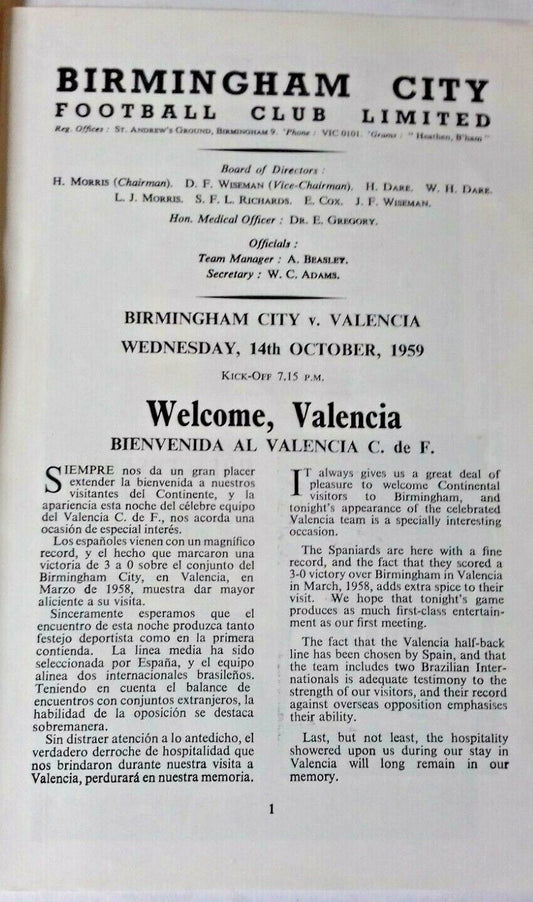 BIRMINGHAM CITY
FOOTBALL CLUB LIMITED
Reg. Offices : ST. ANDREW'S GROUND, BIRMINGHAM 9. 'Phone : VIC 0101. 'Grams : " Heathen, B'ham "
Board of Directors :
H. MORRIS (Chairman). D. F. WISEMAN (Vice-Chairman). H. DARE. W. H. DARE.
L. J. MORRIS. S. F. L. RICHARDS. E. COX. J. F. WISEMAN.
Hon. Medical Officer : DR. E. GREGORY.
Officials :
Team Manager : A. BEASLEY.
Secretary : W. C. ADAMS.
BIRMINGHAM CITY v. VALENCIA
WEDNESDAY, 14th OCTOBER, 1959
KICK-OFF 7.15 P.M.
Welcome, Valencia
BIENVENIDA AL VALENCIA C. de F.
SIEMPRE nos da un gran placer
extender la bienvenida a nuestros
visitantes del Continente, y la
apariencia esta noche del célebre equipo
del Valencia C. de F., nos acorda una
ocasión de especial interés.
Los españoles vienen con un magnífico
record, y el hecho que marcaron una
victoria de 3 a 0 sobre el conjunto del
Birmingham City, en Valencia, en
Marzo de 1958, muestra dar mayor
aliciente a su visita.
Sinceramente esperamos que el
encuentro de esta noche produzca tanto
festejo deportista como en la primera
contienda. La linea media ha sido
seleccionada por España, y el equipo
alinea dos internacionales brasileños.
Teniendo en cuenta el balance de
encuentros con conjuntos extranjeros, la
habilidad de la oposición se destaca
sobremanera.
Sin distraer atención a lo antedicho, el
verdadero derroche de hospitalidad que
nos brindaron durante nuestra visita a
Valencia, perdurará en nuestra memoria.
IT always gives us a great deal of
pleasure to welcome Continental
visitors to Birmingham, and
tonight's appearance of the celebrated
Valencia team is a specially interesting
occasion.
The Spaniards are here with a fine
record, and the fact that they scored a
3-0 victory over Birmingham in Valencia
in March, 1958, adds extra spice to their
visit. We hope that tonight's game
produces as much first-class entertain-
ment as our first meeting.
The fact that the Valencia half-back
line has been chosen by Spain, and that
the team includes two Brazilian Inter-
nationals is adequate testimony to the
strength of our visitors, and their record
against overseas opposition emphasises
their ability.
Last, but not least, the hospitality
showered upon us during our stay in
Valencia will long remain in our
memory.
1